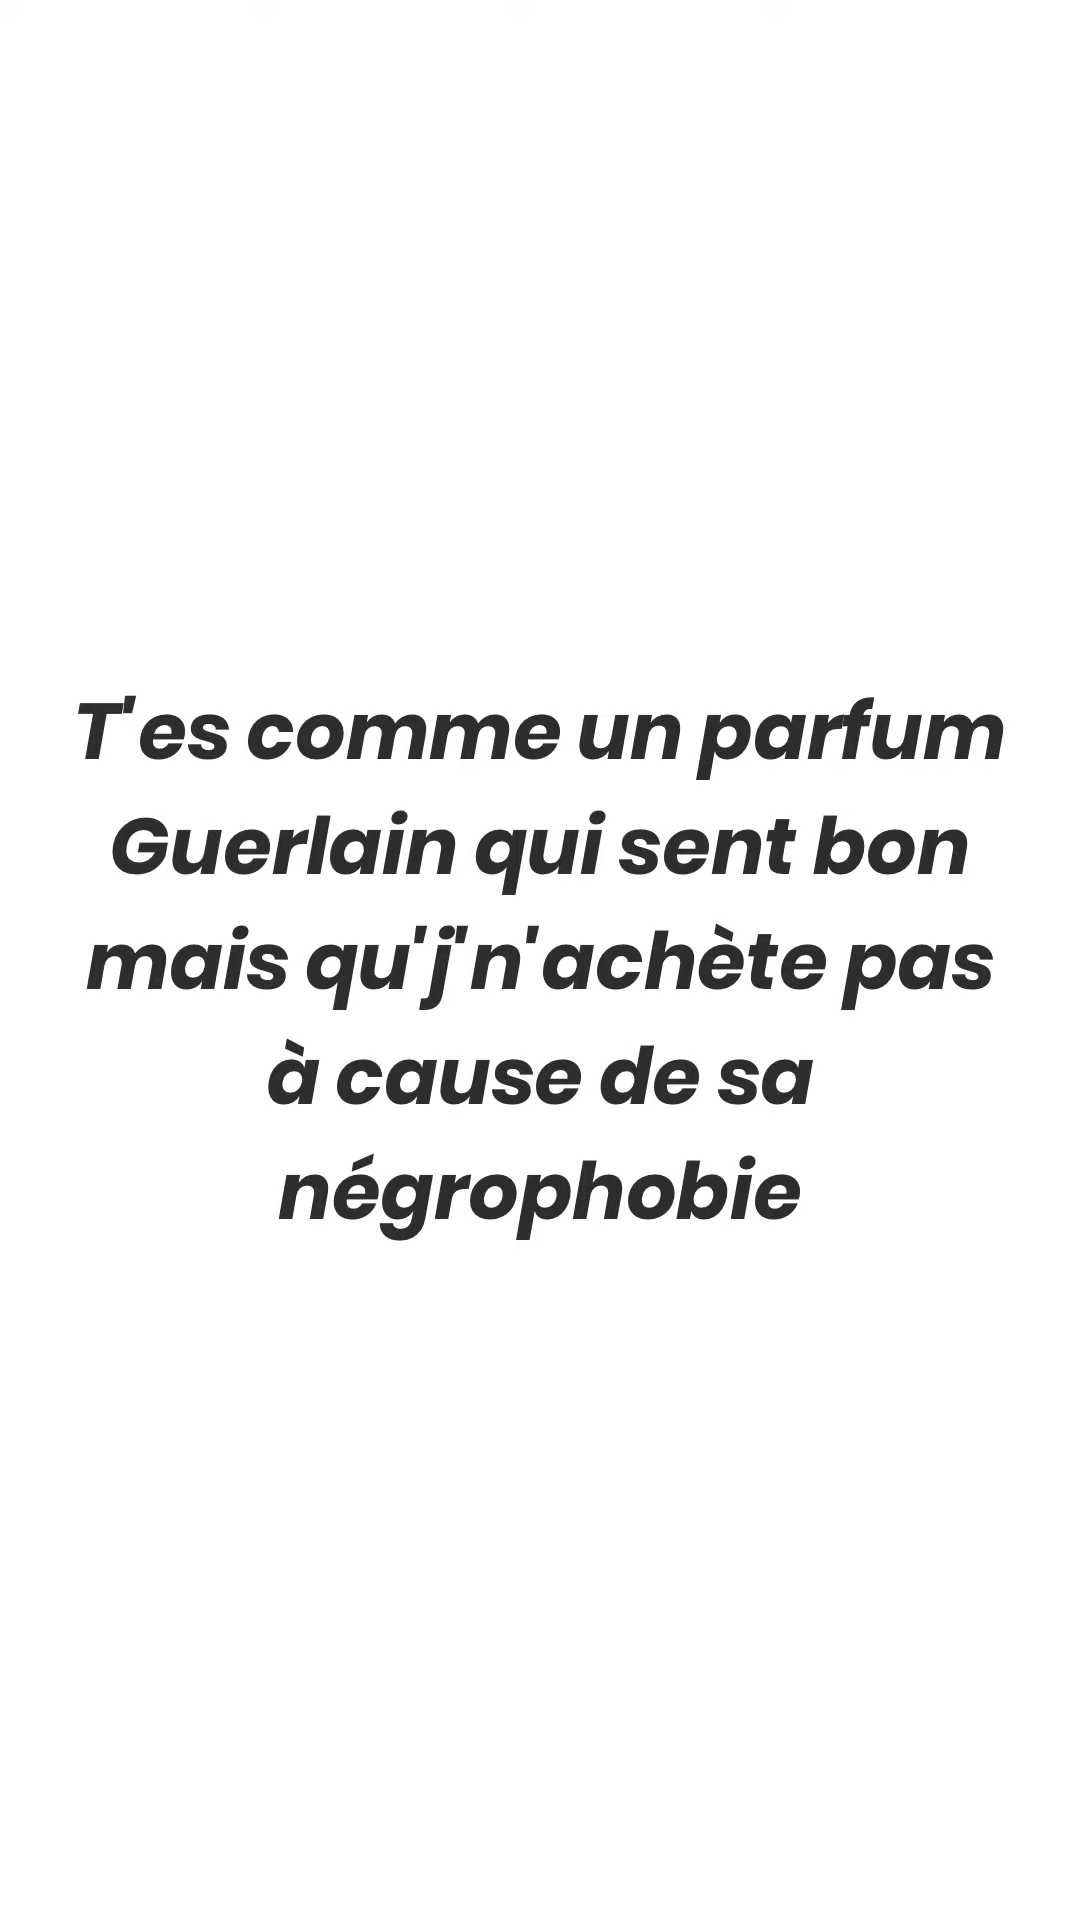 T'es comme un parfum
Guerlain qui sent bon
mais qu'j'n'achète pas
à cause de sa
négrophobie